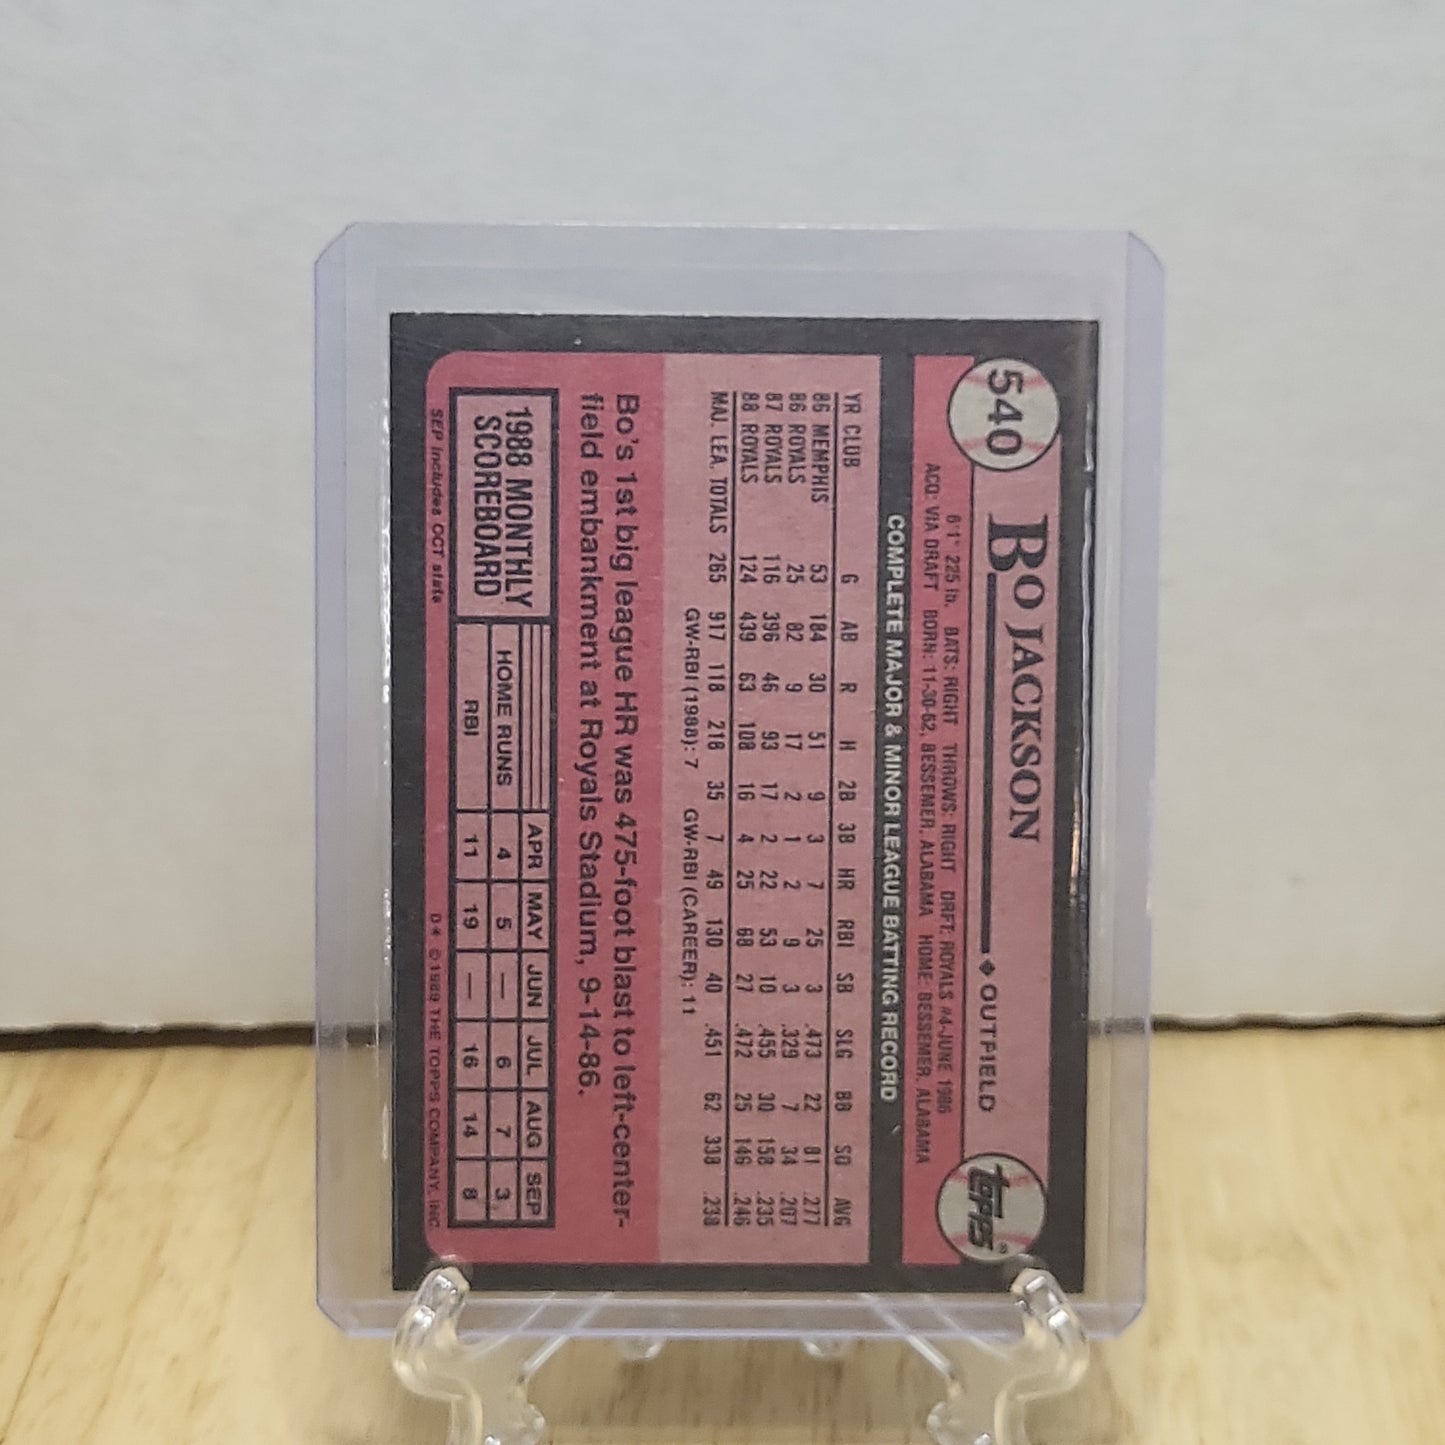 540
BO JACKSON
◆ OUTFIELD
TOPPS®
6'1" 225 lb. BATS: RIGHT THROWS: RIGHT DRFT: ROYALS #4-JUNE 1986
ACQ: VIA DRAFT BORN: 11-30-62, BESSEMER, ALABAMA HOME: BESSEMER, ALABAMA
COMPLETE MAJOR & MINOR LEAGUE BATTING RECORD
YR CLUB G AB R H 2B 3B HR RBI SB SLG BB SO AVG
86 MEMPHIS 53 184 30 51 9 3 7 25 3 .473 22 81 .277
86 ROYALS 25 82 9 17 2 1 2 9 3 .329 7 34 .207
87 ROYALS 116 396 46 93 17 2 22 53 10 .455 30 158 .235
88 ROYALS 124 439 63 108 16 4 25 68 27 .472 25 146 .246
MAJ. LEA. TOTALS 265 917 118 218 35 7 49 130 40 .451 62 338 .238
GW-RBI (1988): 7 GW-RBI (CAREER): 11
Bo's 1st big league HR was 475-foot blast to left-center-
field embankment at Royals Stadium, 9-14-86.
1988 MONTHLY
SCOREBOARD
APR MAY JUN JUL AUG SEP
HOME RUNS 4 5 — 6 7 3
RBI 11 19 — 16 14 8
SEP includes OCT stats
D* ©1989 THE TOPPS COMPANY, INC.